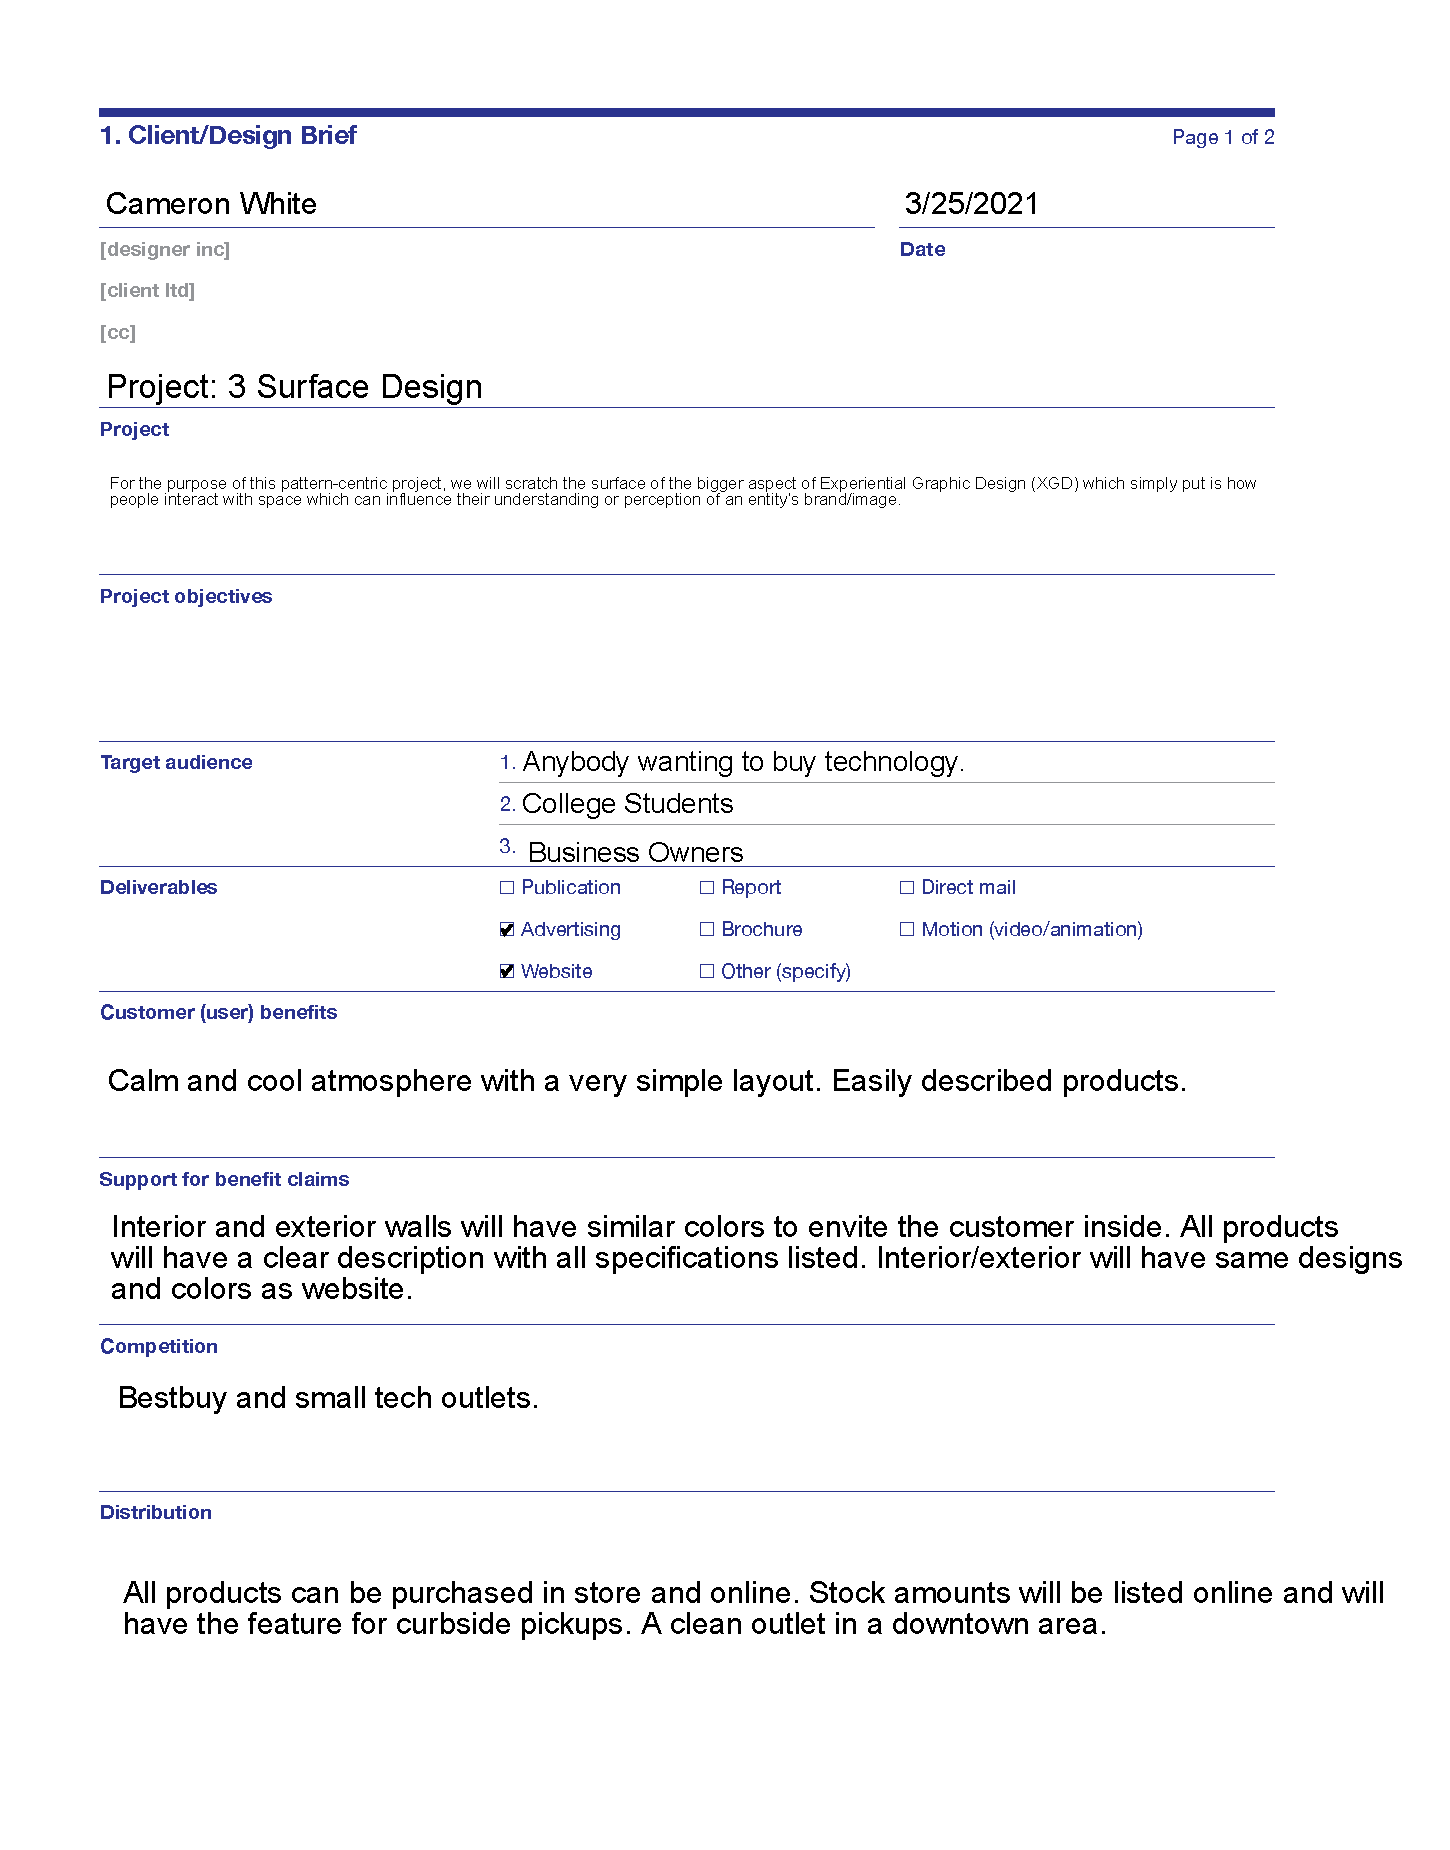 1. Client/Design Brief Page 1 of 2
Cameron White 3/25/2021
[designer inc] Date
[client ltd]
[cc]
Project: 3 Surface Design
Project
For the purpose of this pattern-centric project, we will scratch the surface of the bigger aspect of Experiential Graphic Design (XGD) which simply put is how
people interact with space which can influence their understanding or perception of an entity's brand/image.
Project objectives
Target audience 1. Anybody wanting to buy technology.
2. College Students
3. Business Owners
Deliverables Publication Report Direct mail
Advertising Brochure Motion (video/animation)
Website Other (specify)
Customer (user) benefits
Calm and cool atmosphere with a very simple layout. Easily described products.
Support for benefit claims
Interior and exterior walls will have similar colors to envite the customer inside. All products
will have a clear description with all specifications listed. Interior/exterior will have same designs
and colors as website.
Competition
Bestbuy and small tech outlets.
Distribution
All products can be purchased in store and online. Stock amounts will be listed online and will
have the feature for curbside pickups. A clean outlet in a downtown area.